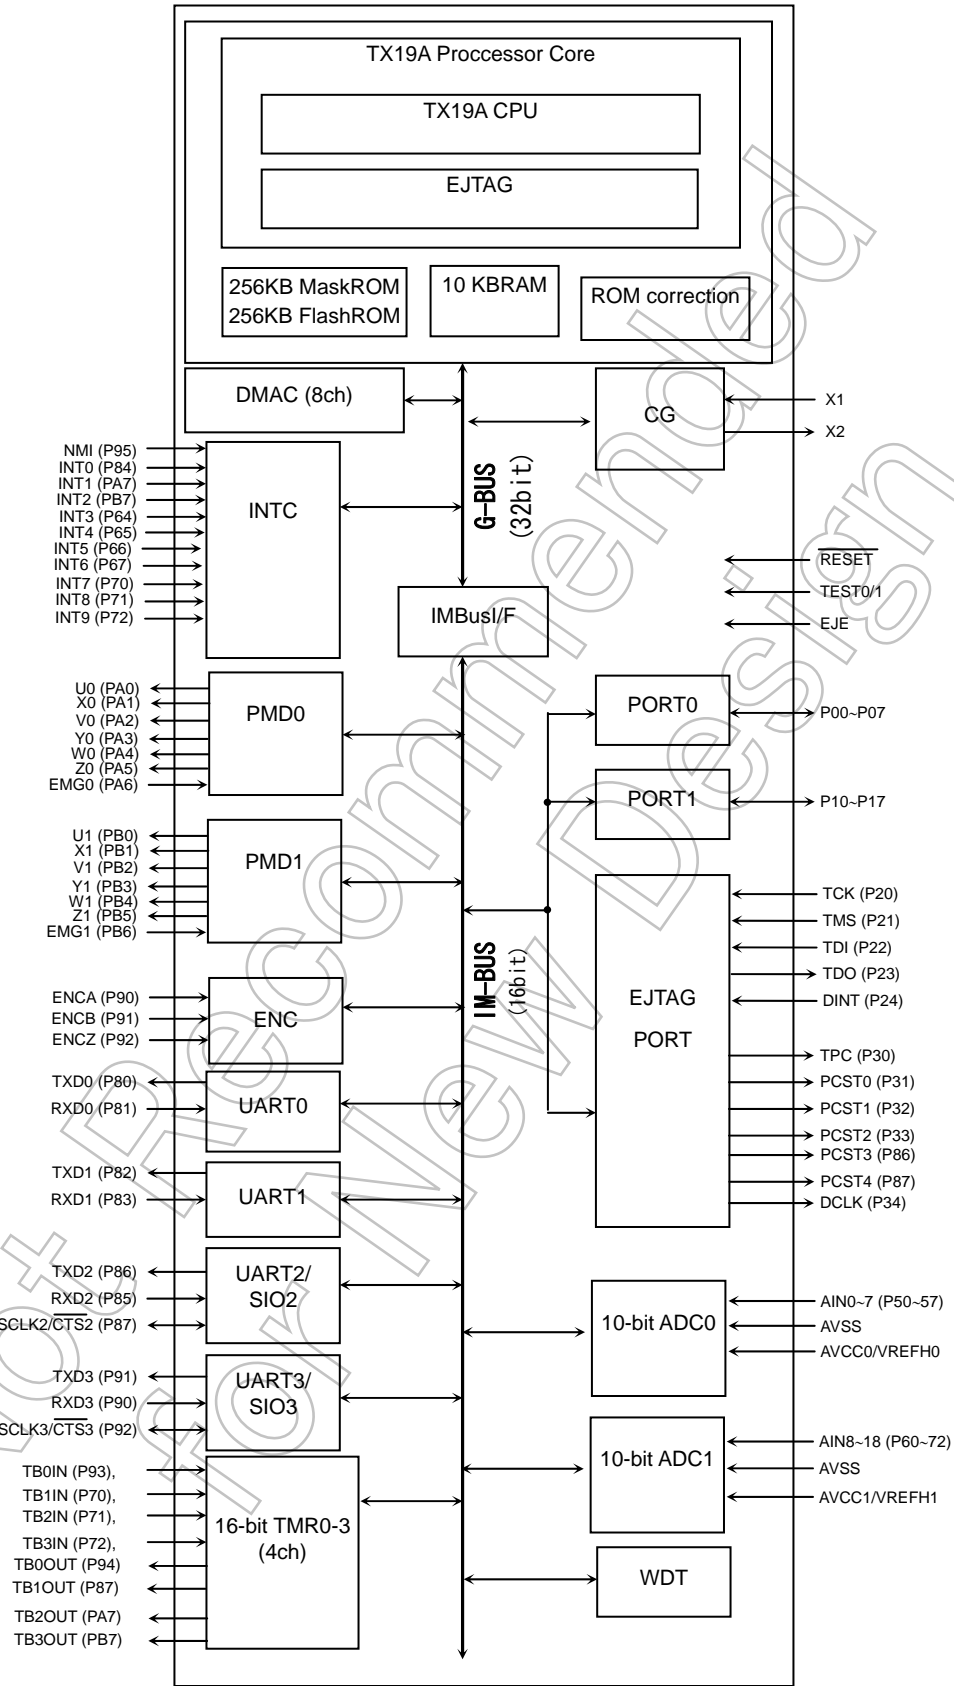 TX19A Proccessor Core
TX19A CPU
EJTAG
256KB MaskROM
256KB FlashROM
10 KBRAM
ROM correction
DMAC (8ch)
CG
X1
X2
G-BUS
(32bit)
NMI (P95)
INT0 (P84)
INT1 (PA7)
INT2 (PB7)
INT3 (P64)
INT4 (P65)
INT5 (P66)
INT6 (P67)
INT7 (P70)
INT8 (P71)
INT9 (P72)
INTC
RESET
TEST0/1
EJE
IMBusI/F
U0 (PA0)
X0 (PA1)
V0 (PA2)
Y0 (PA3)
W0 (PA4)
Z0 (PA5)
EMG0 (PA6)
PMD0
PORT0
P00~P07
PORT1
P10~P17
U1 (PB0)
X1 (PB1)
V1 (PB2)
Y1 (PB3)
W1 (PB4)
Z1 (PB5)
EMG1 (PB6)
PMD1
IM-BUS
(16bit)
EJTAG
PORT
TCK (P20)
TMS (P21)
TDI (P22)
TDO (P23)
DINT (P24)
TPC (P30)
PCST0 (P31)
PCST1 (P32)
PCST2 (P33)
PCST3 (P86)
PCST4 (P87)
DCLK (P34)
ENCA (P90)
ENCB (P91)
ENCZ (P92)
ENC
TXD0 (P80)
RXD0 (P81)
UART0
TXD1 (P82)
RXD1 (P83)
UART1
TXD2 (P86)
RXD2 (P85)
SCLK2/CTS2 (P87)
UART2/
SIO2
10-bit ADC0
AIN0~7 (P50~57)
AVSS
AVCC0/VREFH0
TXD3 (P91)
RXD3 (P90)
SCLK3/CTS3 (P92)
UART3/
SIO3
10-bit ADC1
AIN8~18 (P60~72)
AVSS
AVCC1/VREFH1
TB0IN (P93),
TB1IN (P70),
TB2IN (P71),
TB3IN (P72),
TB0OUT (P94)
TB1OUT (P87)
TB2OUT (PA7)
TB3OUT (PB7)
16-bit TMR0-3
(4ch)
WDT
Not Recommended
for New Design